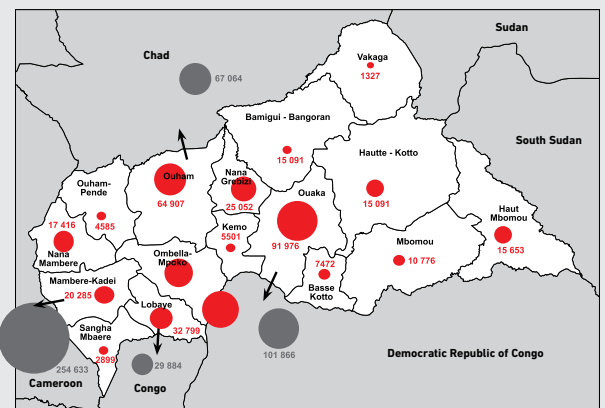 Sudan
Chad
Vakaga
1327
67 064
Bamigui - Bangoran
15 091
Hautte - Kotto
15 091
South Sudan
Ouham
64 907
Nana
Grebizi
25 052
Ouaka
91 976
Ouham-
Pende
4585
17 416
Nana
Mambere
Kemo
5501
Haut
Mbomou
15 653
Mbomou
10 776
Ombella-
Mpoko
7472
Basse
Kotto
Mambere-Kadei
20 285
Lobaye
32 799
Sangha
Mbaere
2899
101 866
29 884
254 633
Cameroon
Congo
Democratic Republic of Congo